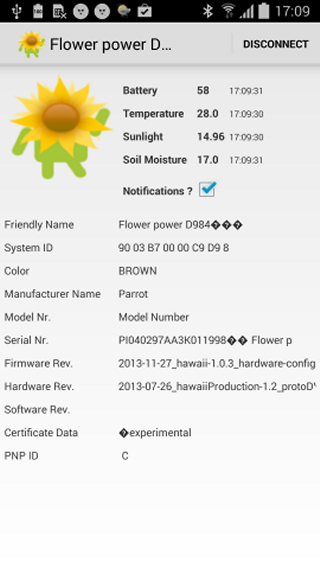 17:09
Flower power D...
DISCONNECT
Battery 58 17:09:31
Temperature 28.0 17:09:30
Sunlight 14.96 17:09:30
Soil Moisture 17.0 17:09:31
Notifications ?
Friendly Name Flower power D984���
System ID 90 03 B7 00 00 C9 D9 8
Color BROWN
Manufacturer Name Parrot
Model Nr. Model Number
Serial Nr. PI040297AA3K011998�� Flower p
Firmware Rev. 2013-11-27_hawaii-1.0.3_hardware-config
Hardware Rev. 2013-07-26_hawaiiProduction-1.2_protoDV
Software Rev.
Certificate Data �experimental
PNP ID C